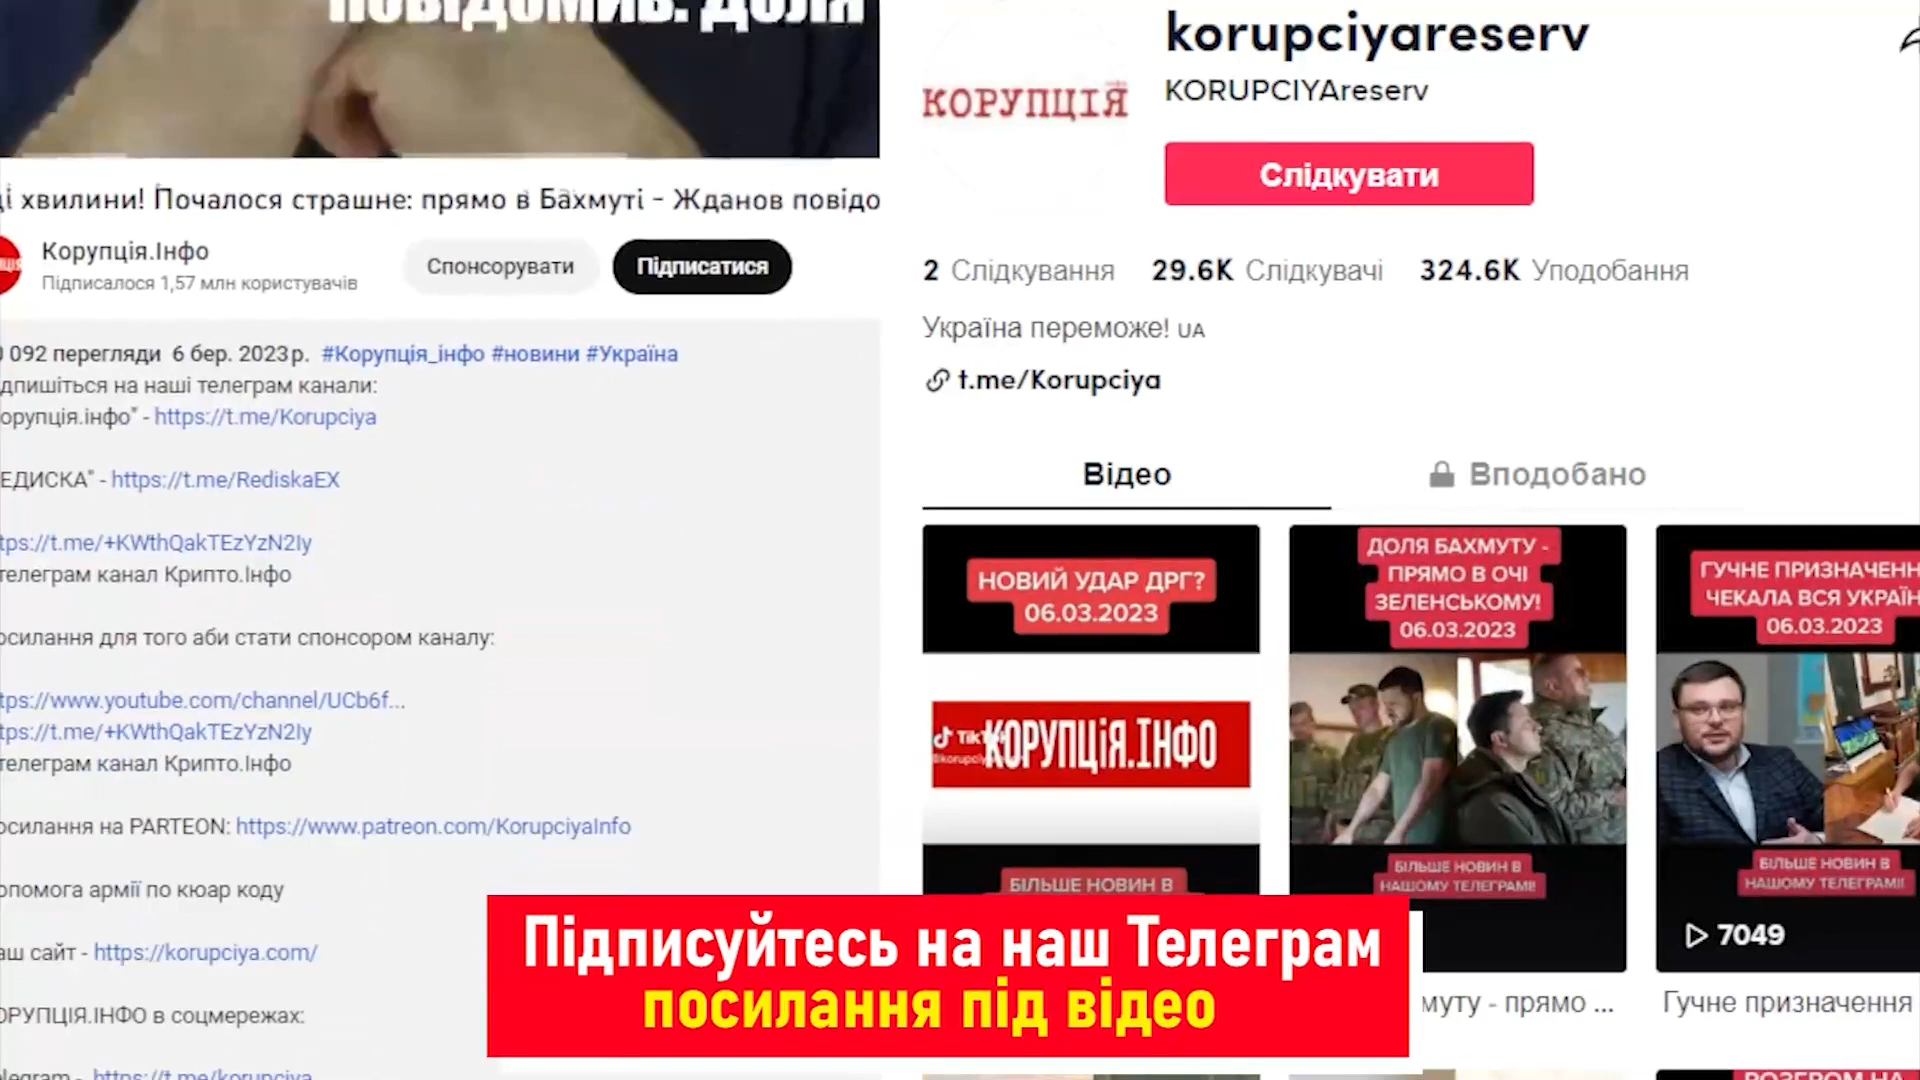 ПОВІДОМИВ. ДОЛЯ
ці хвилини! Почалося страшне: прямо в Бахмуті - Жданов повідо
Корупція.Інфо
Підписалося 1,57 млн користувачів
Спонсорувати
Підписатися
092 перегляди 6 бер. 2023 р. #Корупція_інфо #новини #Україна
дпишіться на наші телеграм канали:
орупція.інфо" - https://t.me/Korupciya
ЕДИСКА" - https://t.me/RediskaEX
tps://t.me/+KWthQakTEzYzN2Iy
телеграм канал Крипто.Інфо
осилання для того аби стати спонсором каналу:
tps://www.youtube.com/channel/UCb6f...
tps://t.me/+KWthQakTEzYzN2Iy
телеграм канал Крипто.Інфо
осилання на PARTEON: https://www.patreon.com/KorupciyaInfo
опомога армії по кюар коду
аш сайт - https://korupciya.com/
ОРУПЦІЯ.ІНФО в соцмережах:
elegram - https://t.me/korupciya
КОРУПЦІЯ
korupciyareserv
KORUPCIYAreserv
Слідкувати
2 Слідкування 29.6K Слідкувачі 324.6K Уподобання
Україна переможе! UA
t.me/Korupciya
Відео
Вподобано
НОВИЙ УДАР ДРГ?
06.03.2023
TikTok
КОРУПЦІЯ.ІНФО
БІЛЬШЕ НОВИН В
ДОЛЯ БАХМУТУ -
ПРЯМО В ОЧІ
ЗЕЛЕНСЬКОМУ!
06.03.2023
БІЛЬШЕ НОВИН В
НАШОМУ ТЕЛЕГРАМІ!
муту - прямо ...
ГУЧНЕ ПРИЗНАЧЕНН
ЧЕКАЛА ВСЯ УКРАЇН
06.03.2023
БІЛЬШЕ НОВИН В
НАШОМУ ТЕЛЕГРАМІ!
7049
Гучне призначення
РОЗГРОМ НА
Підписуйтесь на наш Телеграм
посилання під відео